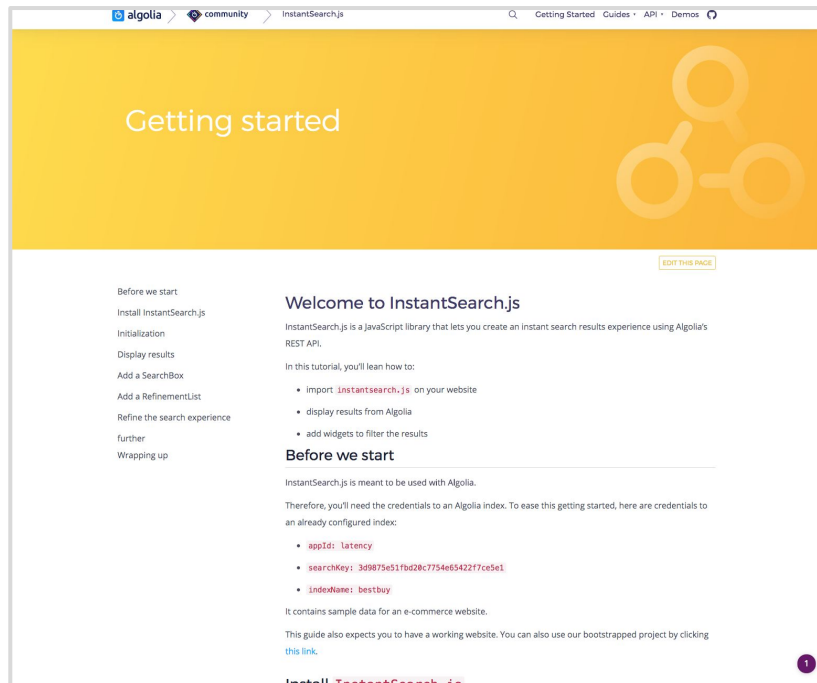 algolia community InstantSearch.js Getting Started Guides API Demos
Getting started
EDIT THIS PAGE
Before we start
Install InstantSearch.js
Initialization
Display results
Add a SearchBox
Add a RefinementList
Refine the search experience
further
Wrapping up
Welcome to InstantSearch.js
InstantSearch.js is a JavaScript library that lets you create an instant search results experience using Algolia's
REST API.
In this tutorial, you'll lean how to:
• import instantsearch.js on your website
• display results from Algolia
• add widgets to filter the results
Before we start
InstantSearch.js is meant to be used with Algolia.
Therefore, you'll need the credentials to an Algolia index. To ease this getting started, here are credentials to
an already configured index:
• appId: latency
• searchKey: 3d9875e51fbd20c7754e65422f7ce5e1
• indexName: bestbuy
It contains sample data for an e-commerce website.
This guide also expects you to have a working website. You can also use our bootstrapped project by clicking
this link.
1
Install InstantSearch.js